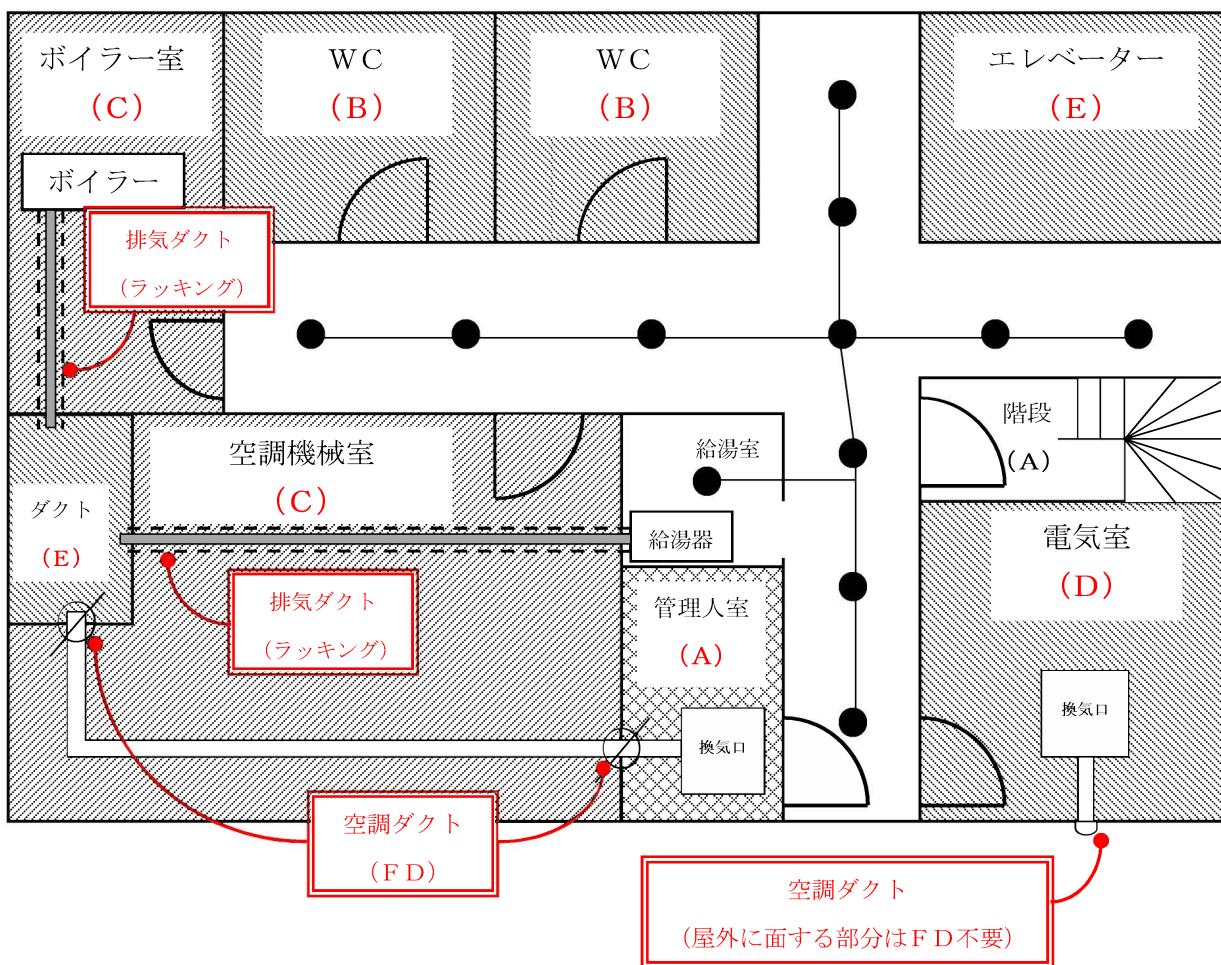 ボイラー室
(C)
WC
(B)
WC
(B)
エレベーター
(E)
ボイラー
排気ダクト
(ラッキング)
階段
(A)
空調機械室
(C)
給湯室
ダクト
(E)
給湯器
電気室
(D)
排気ダクト
(ラッキング)
管理人室
(A)
換気口
換気口
空調ダクト
(FD)
空調ダクト
(屋外に面する部分はFD不要)